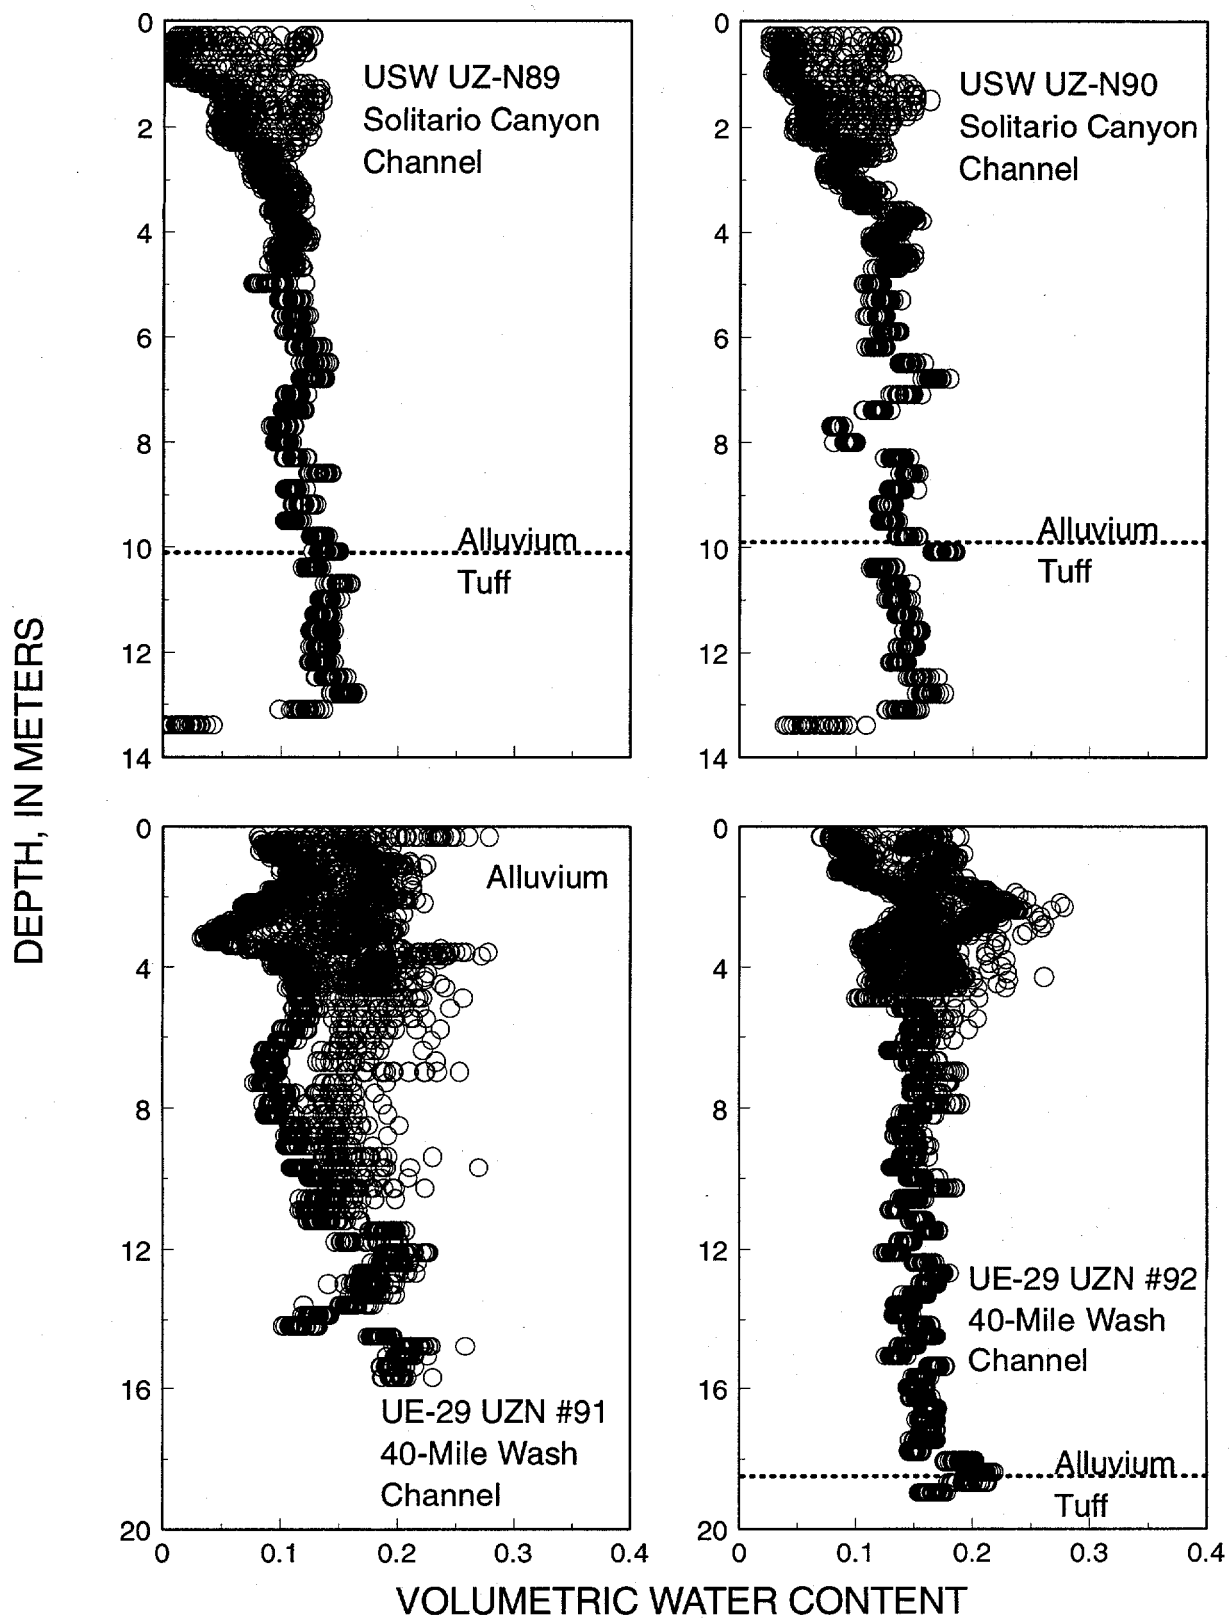 DEPTH, IN METERS
0
2
4
6
8
10
12
14
USW UZ-N89
Solitario Canyon
Channel
Alluvium
Tuff
0
2
4
6
8
10
12
14
USW UZ-N90
Solitario Canyon
Channel
Alluvium
Tuff
0
4
8
12
16
20
Alluvium
UE-29 UZN #91
40-Mile Wash
Channel
0 0.1 0.2 0.3 0.4
0
4
8
12
16
20
UE-29 UZN #92
40-Mile Wash
Channel
Alluvium
Tuff
0 0.1 0.2 0.3 0.4
VOLUMETRIC WATER CONTENT